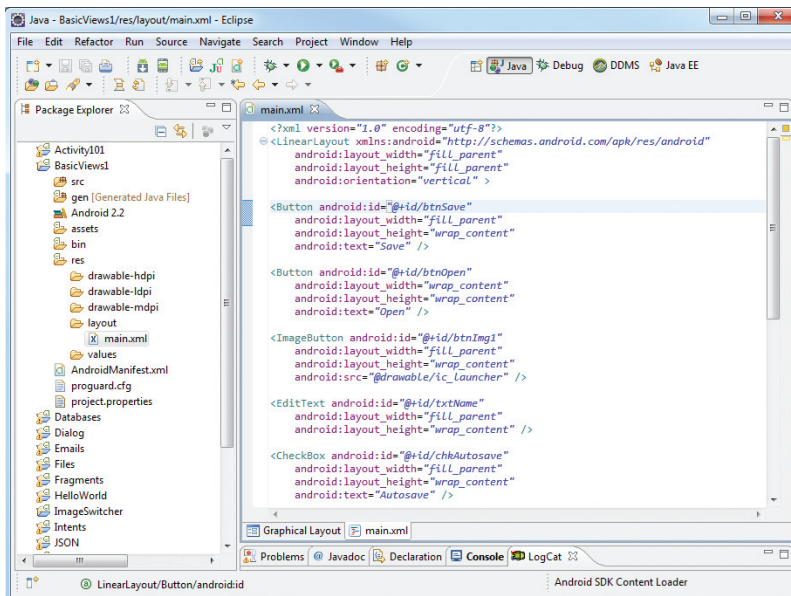 Java - BasicViews1/res/layout/main.xml - Eclipse
File Edit Refactor Run Source Navigate Search Project Window Help
Java Debug DDMS Java EE
Package Explorer
Activity101
BasicViews1
src
gen [Generated Java Files]
Android 2.2
assets
bin
res
drawable-hdpi
drawable-ldpi
drawable-mdpi
layout
main.xml
values
AndroidManifest.xml
proguard.cfg
project.properties
Databases
Dialog
Emails
Files
Fragments
HelloWorld
ImageSwitcher
Intents
JSON
main.xml
<?xml version="1.0" encoding="utf-8"?>
<LinearLayout xmlns:android="http://schemas.android.com/apk/res/android"
android:layout_width="fill_parent"
android:layout_height="fill_parent"
android:orientation="vertical" >
<Button android:id="@+id/btnSave"
android:layout_width="fill_parent"
android:layout_height="wrap_content"
android:text="Save" />
<Button android:id="@+id/btnOpen"
android:layout_width="wrap_content"
android:layout_height="wrap_content"
android:text="Open" />
<ImageButton android:id="@+id/btnImg1"
android:layout_width="fill_parent"
android:layout_height="wrap_content"
android:src="@drawable/ic_launcher" />
<EditText android:id="@+id/txtName"
android:layout_width="fill_parent"
android:layout_height="wrap_content" />
<CheckBox android:id="@+id/chkAutosave"
android:layout_width="fill_parent"
android:layout_height="wrap_content"
android:text="Autosave" />
Graphical Layout main.xml
Problems @ Javadoc Declaration Console LogCat
LinearLayout/Button/android:id
Android SDK Content Loader